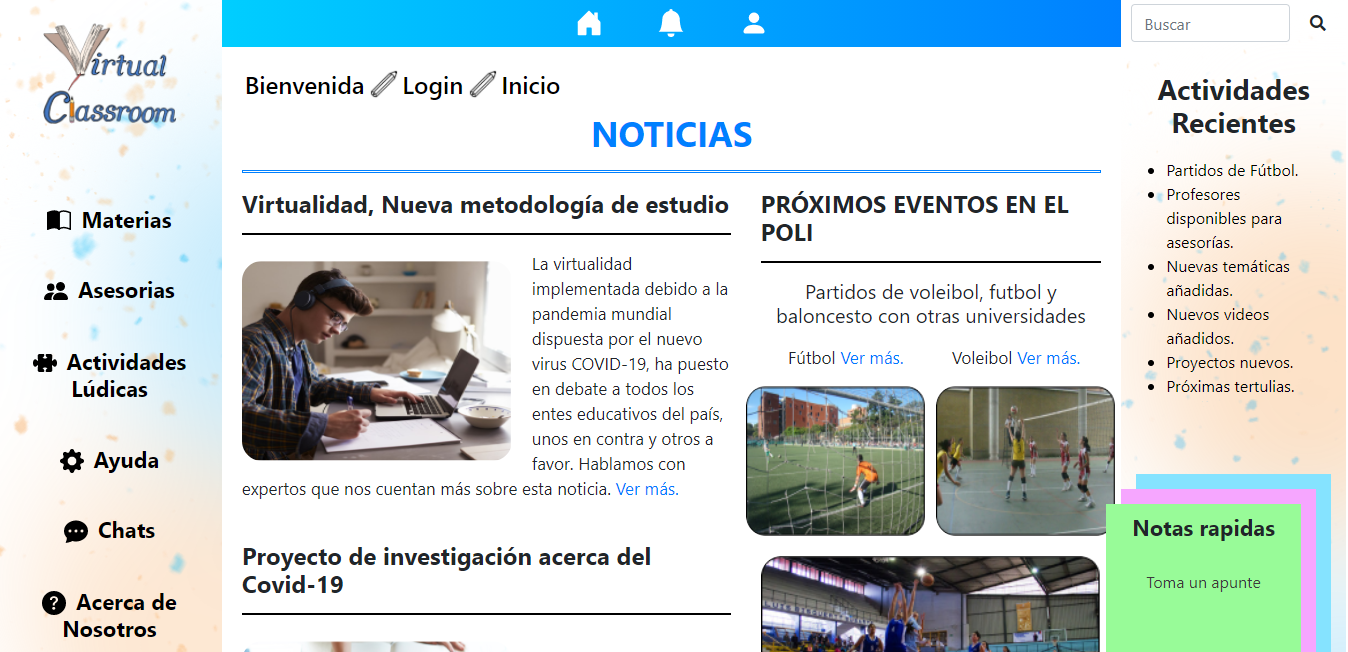 Virtual
Classroom
Materias
Asesorias
Actividades
Lúdicas
Ayuda
Chats
Acerca de
Nosotros
Bienvenida Login Inicio
NOTICIAS
Virtualidad, Nueva metodología de estudio
La virtualidad
implementada debido a la
pandemia mundial
dispuesta por el nuevo
virus COVID-19, ha puesto
en debate a todos los
entes educativos del país,
unos en contra y otros a
favor. Hablamos con
expertos que nos cuentan más sobre esta noticia. Ver más.
Proyecto de investigación acerca del
Covid-19
PRÓXIMOS EVENTOS EN EL
POLI
Partidos de voleibol, futbol y
baloncesto con otras universidades
Fútbol Ver más.
Voleibol Ver más.
Buscar
Actividades
Recientes
Partidos de Fútbol.
Profesores
disponibles para
asesorías.
Nuevas temáticas
añadidas.
Nuevos videos
añadidos.
Proyectos nuevos.
Próximas tertulias.
Notas rapidas
Toma un apunte